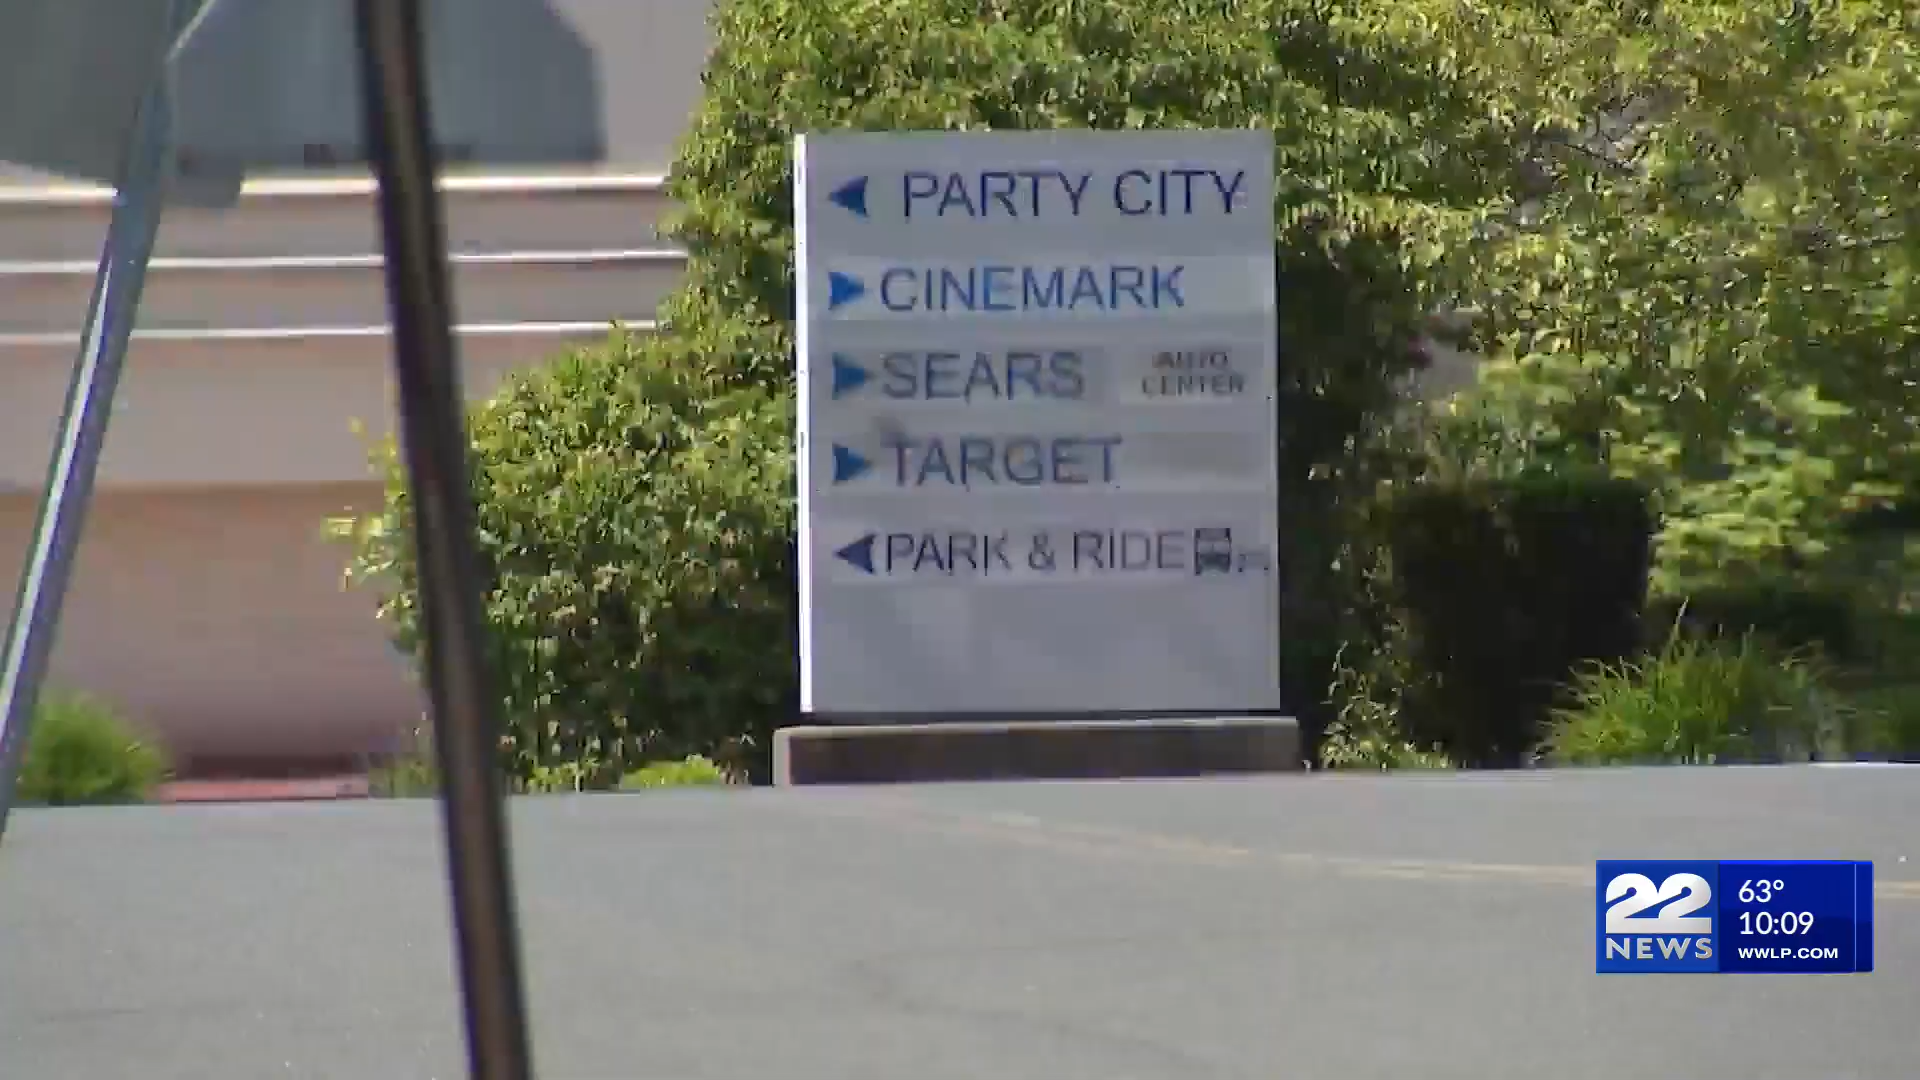 PARTY CITY
CINEMARK
SEARS AUTO CENTER
TARGET
PARK & RIDE
22 NEWS
63°
10:09
WWLP.COM